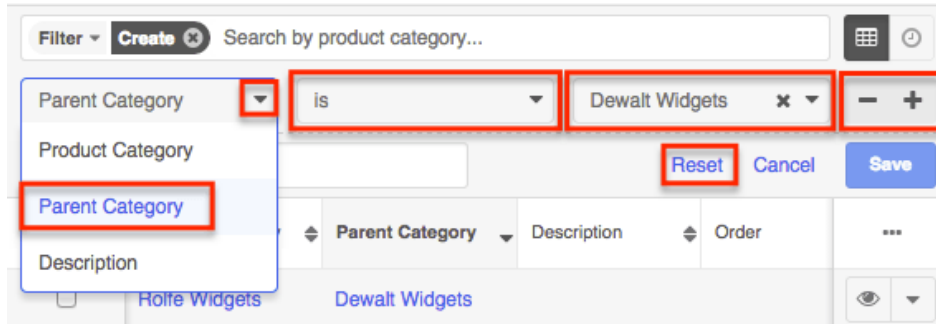 Filter Create Search by product category...
Parent Category is Dewalt Widgets
Product Category
Reset Cancel Save
Parent Category
Parent Category Description Order
Description
Rolfe Widgets Dewalt Widgets